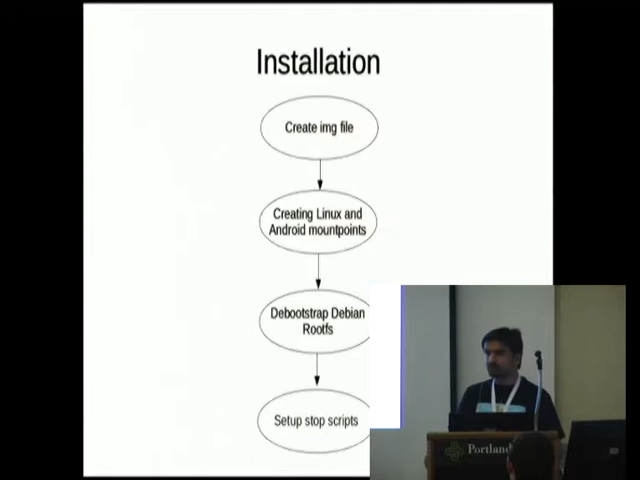 Installation
Create img file
Creating Linux and
Android mountpoints
Debootstrap Debian
Rootfs
Setup stop scripts
Portland